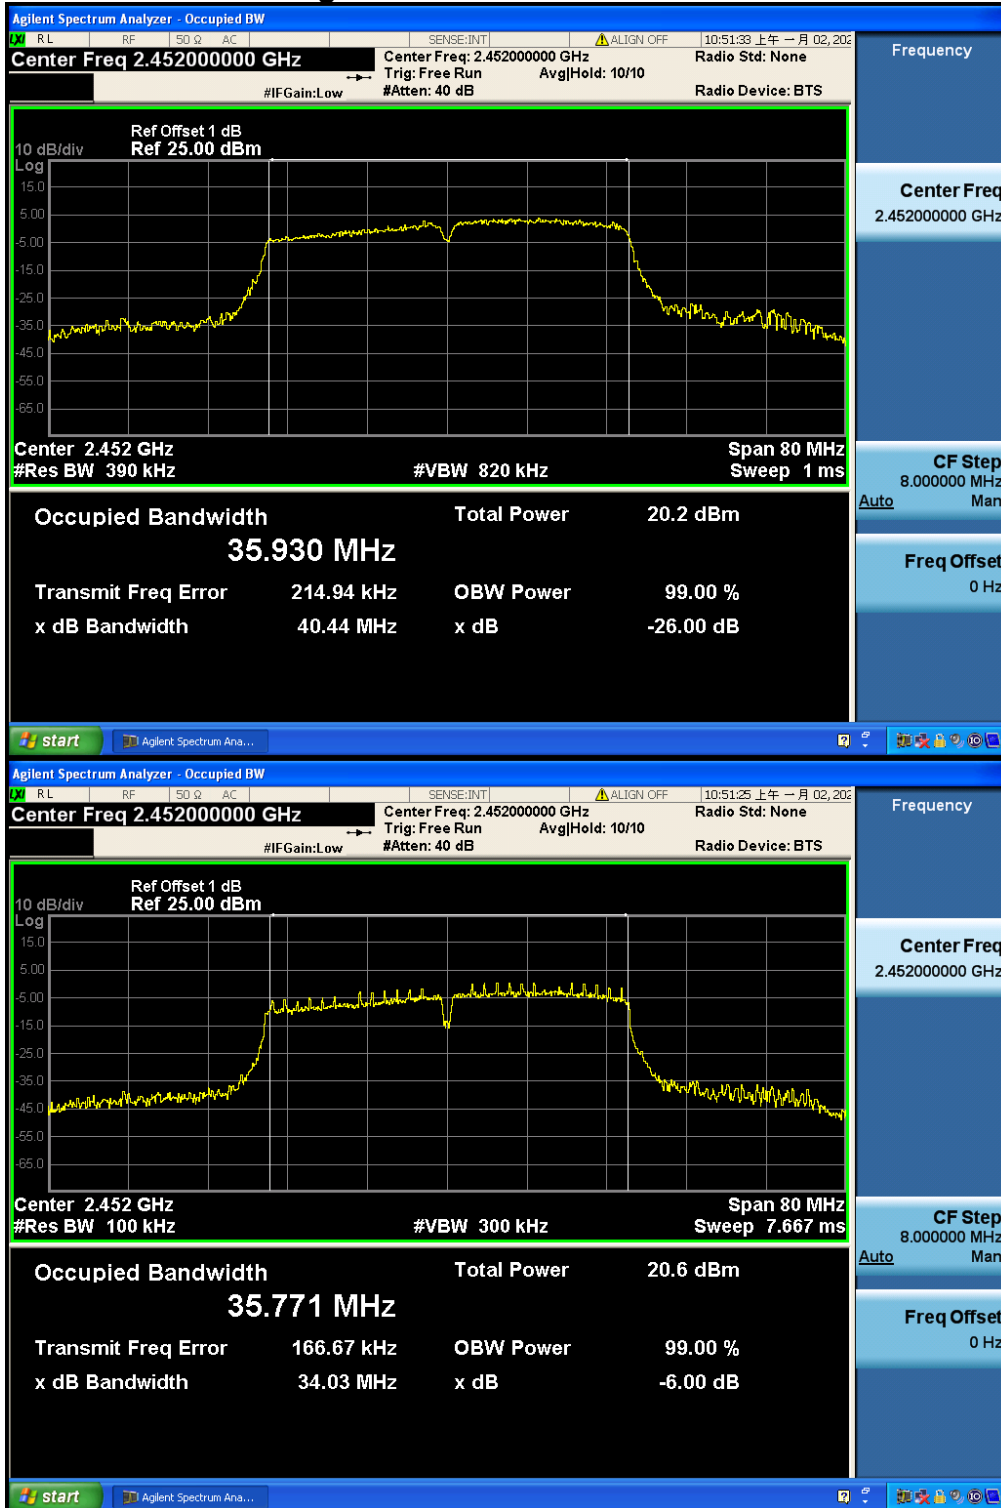 Agilent Spectrum Analyzer - Occupied BW
LXI RL RF 50 Ω AC SENSE:INT ALIGN OFF 10:51:33 上午 一月 02, 202
Center Freq 2.452000000 GHz Center Freq: 2.452000000 GHz Radio Std: None Frequency
Trig: Free Run Avg|Hold: 10/10
#IFGain:Low #Atten: 40 dB Radio Device: BTS
Ref Offset 1 dB
10 dB/div Ref 25.00 dBm
Log
15.0
5.00
-5.00
-15.0
-25.0
-35.0
-45.0
-55.0
-65.0
Center Freq
2.452000000 GHz
Center 2.452 GHz Span 80 MHz
#Res BW 390 kHz #VBW 820 kHz Sweep 1 ms
CF Step
8.000000 MHz
Auto Man
Occupied Bandwidth Total Power 20.2 dBm
35.930 MHz
Transmit Freq Error 214.94 kHz OBW Power 99.00 %
x dB Bandwidth 40.44 MHz x dB -26.00 dB
Freq Offset
0 Hz
start Agilent Spectrum Ana...
Agilent Spectrum Analyzer - Occupied BW
LXI RL RF 50 Ω AC SENSE:INT ALIGN OFF 10:51:25 上午 一月 02, 202
Center Freq 2.452000000 GHz Center Freq: 2.452000000 GHz Radio Std: None Frequency
Trig: Free Run Avg|Hold: 10/10
#IFGain:Low #Atten: 40 dB Radio Device: BTS
Ref Offset 1 dB
10 dB/div Ref 25.00 dBm
Log
15.0
5.00
-5.00
-15.0
-25.0
-35.0
-45.0
-55.0
-65.0
Center Freq
2.452000000 GHz
Center 2.452 GHz Span 80 MHz
#Res BW 100 kHz #VBW 300 kHz Sweep 7.667 ms
CF Step
8.000000 MHz
Auto Man
Occupied Bandwidth Total Power 20.6 dBm
35.771 MHz
Transmit Freq Error 166.67 kHz OBW Power 99.00 %
x dB Bandwidth 34.03 MHz x dB -6.00 dB
Freq Offset
0 Hz
start Agilent Spectrum Ana...